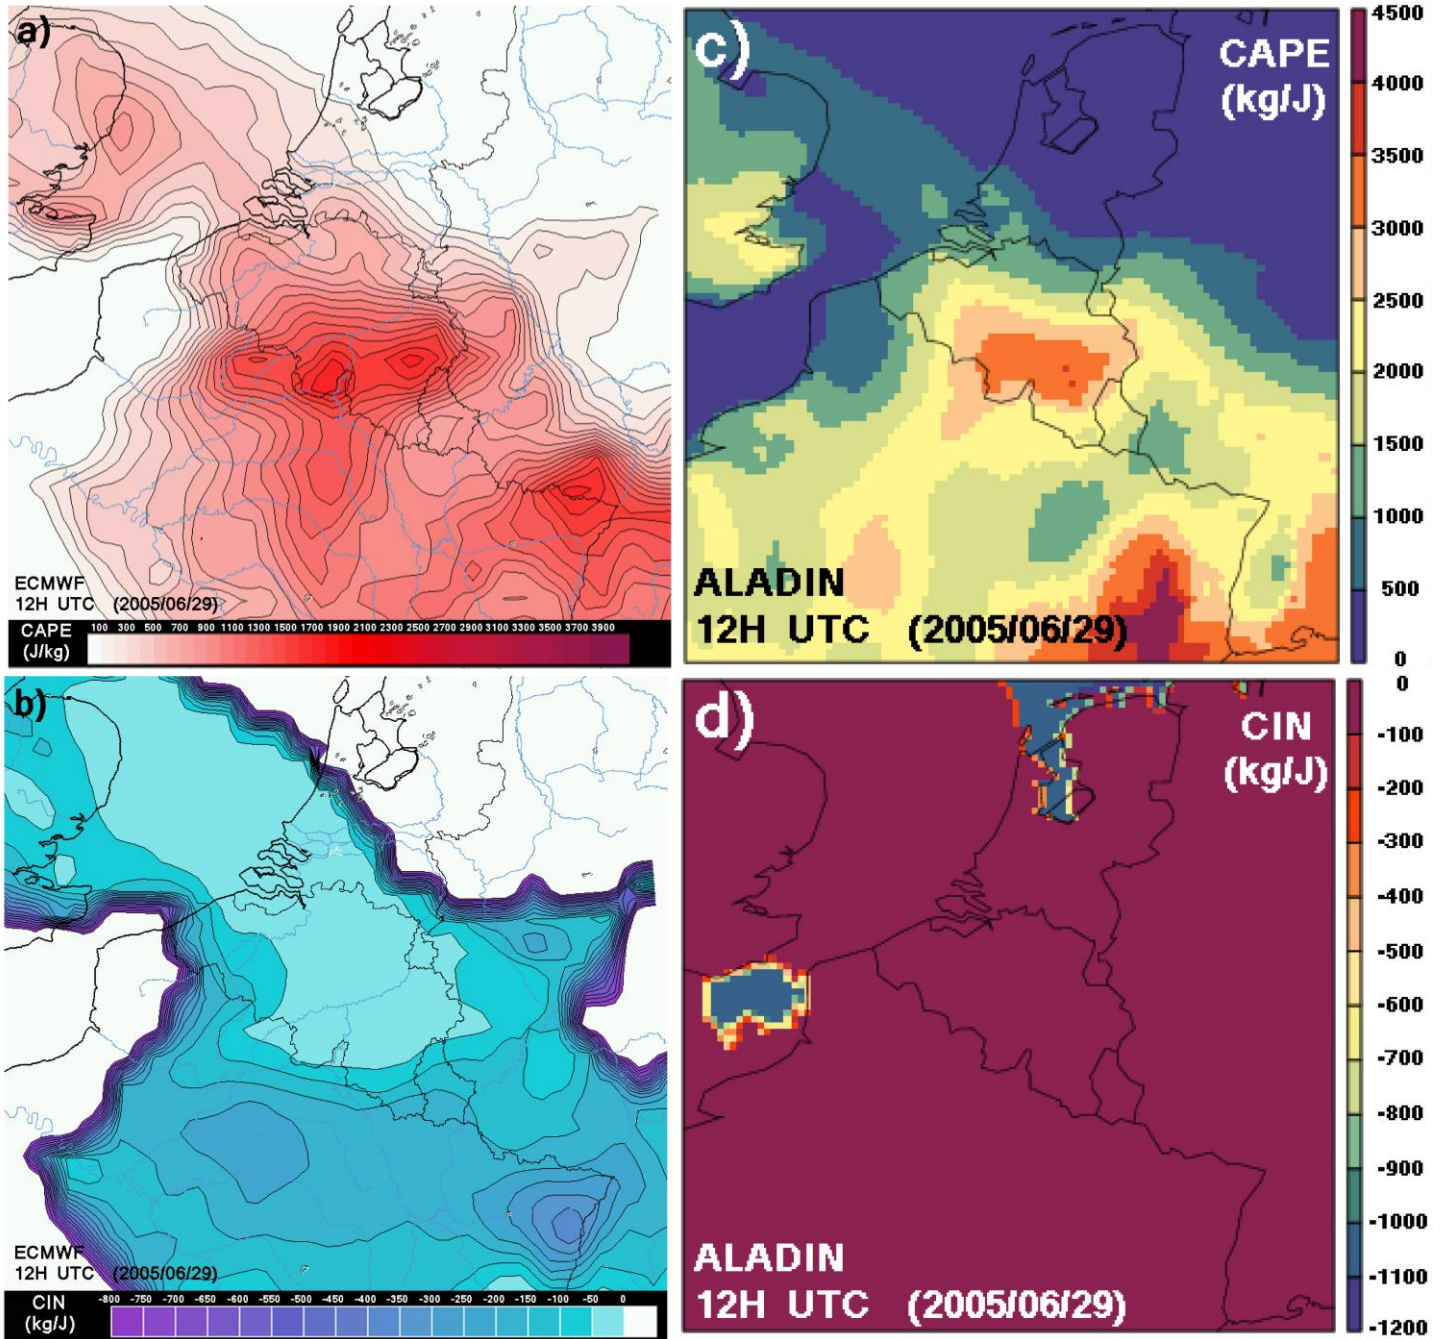 a)
ECMWF
12H UTC (2005/06/29)
CAPE
(J/kg)
100 300 500 700 900 1100 1300 1500 1700 1900 2100 2300 2500 2700 2900 3100 3300 3500 3700 3900
c)
CAPE
(kg/J)
ALADIN
12H UTC (2005/06/29)
4500
4000
3500
3000
2500
2000
1500
1000
500
0
b)
ECMWF
12H UTC (2005/06/29)
CIN
(kg/J)
-800 -750 -700 -650 -600 -550 -500 -450 -400 -350 -300 -250 -200 -150 -100 -50 0
d)
CIN
(kg/J)
ALADIN
12H UTC (2005/06/29)
0
-100
-200
-300
-400
-500
-600
-700
-800
-900
-1000
-1100
-1200